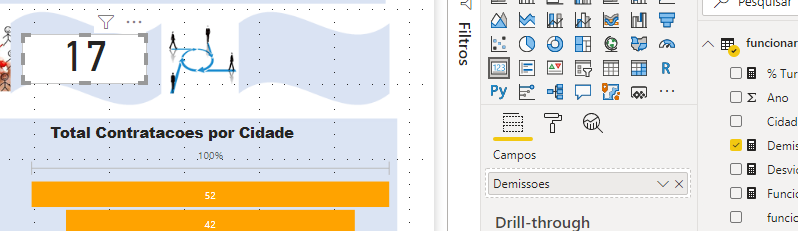 17
Total Contratacoes por Cidade
100%
52
42
Filtros
123
R
Py
Campos
Demissoes
Drill-through
Pesquisar
funcionar
% Tur
Σ Ano
Cidad
Demis
Desvic
Funcio
funcio